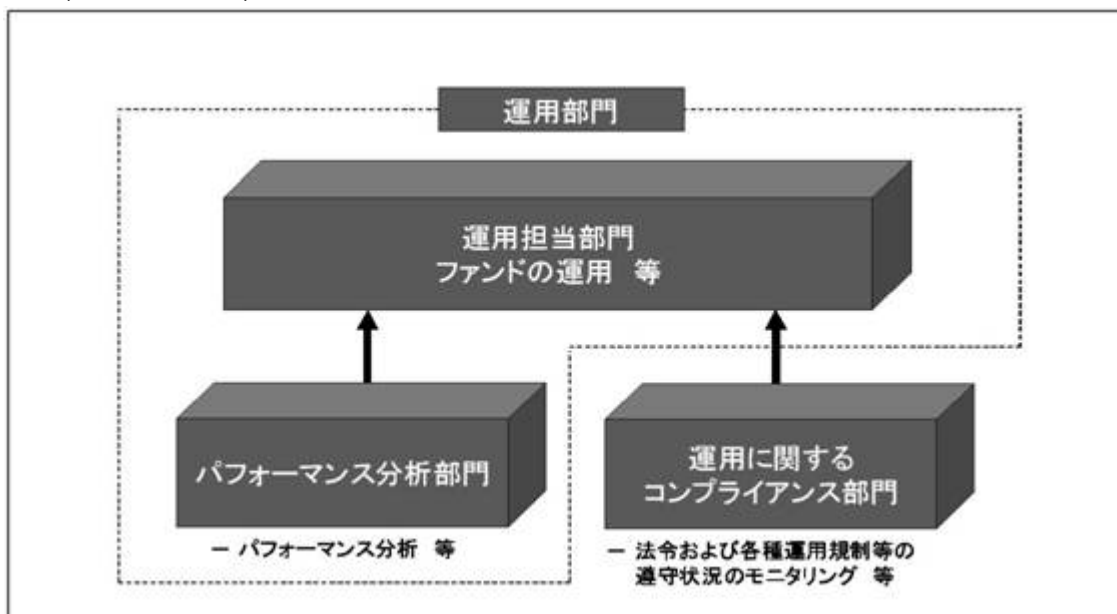 運用部門
運用担当部門
ファンドの運用 等
パフォーマンス分析部門
－ パフォーマンス分析 等
運用に関する
コンプライアンス部門
－ 法令および各種運用規制等の
遵守状況のモニタリング 等